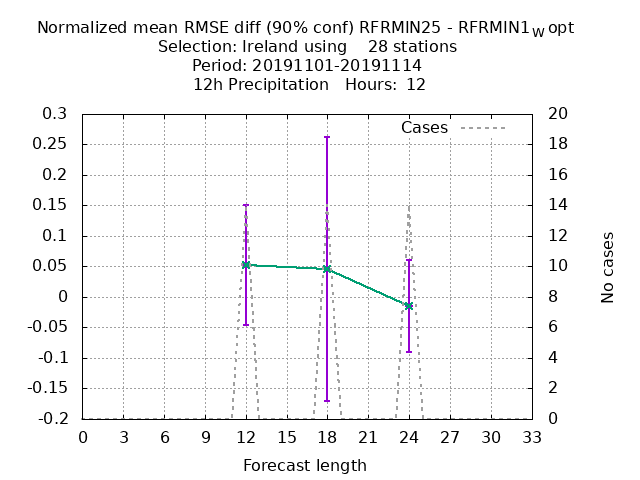 Normalized mean RMSE diff (90% conf) RFRMIN25 - RFRMIN1W opt
Selection: Ireland using 28 stations
Period: 20191101-20191114
12h Precipitation Hours: 12
Cases
0.3
0.25
0.2
0.15
0.1
0.05
0
-0.05
-0.1
-0.15
-0.2
20
18
16
14
12
10
8
6
4
2
0
No cases
0 3 6 9 12 15 18 21 24 27 30 33
Forecast length